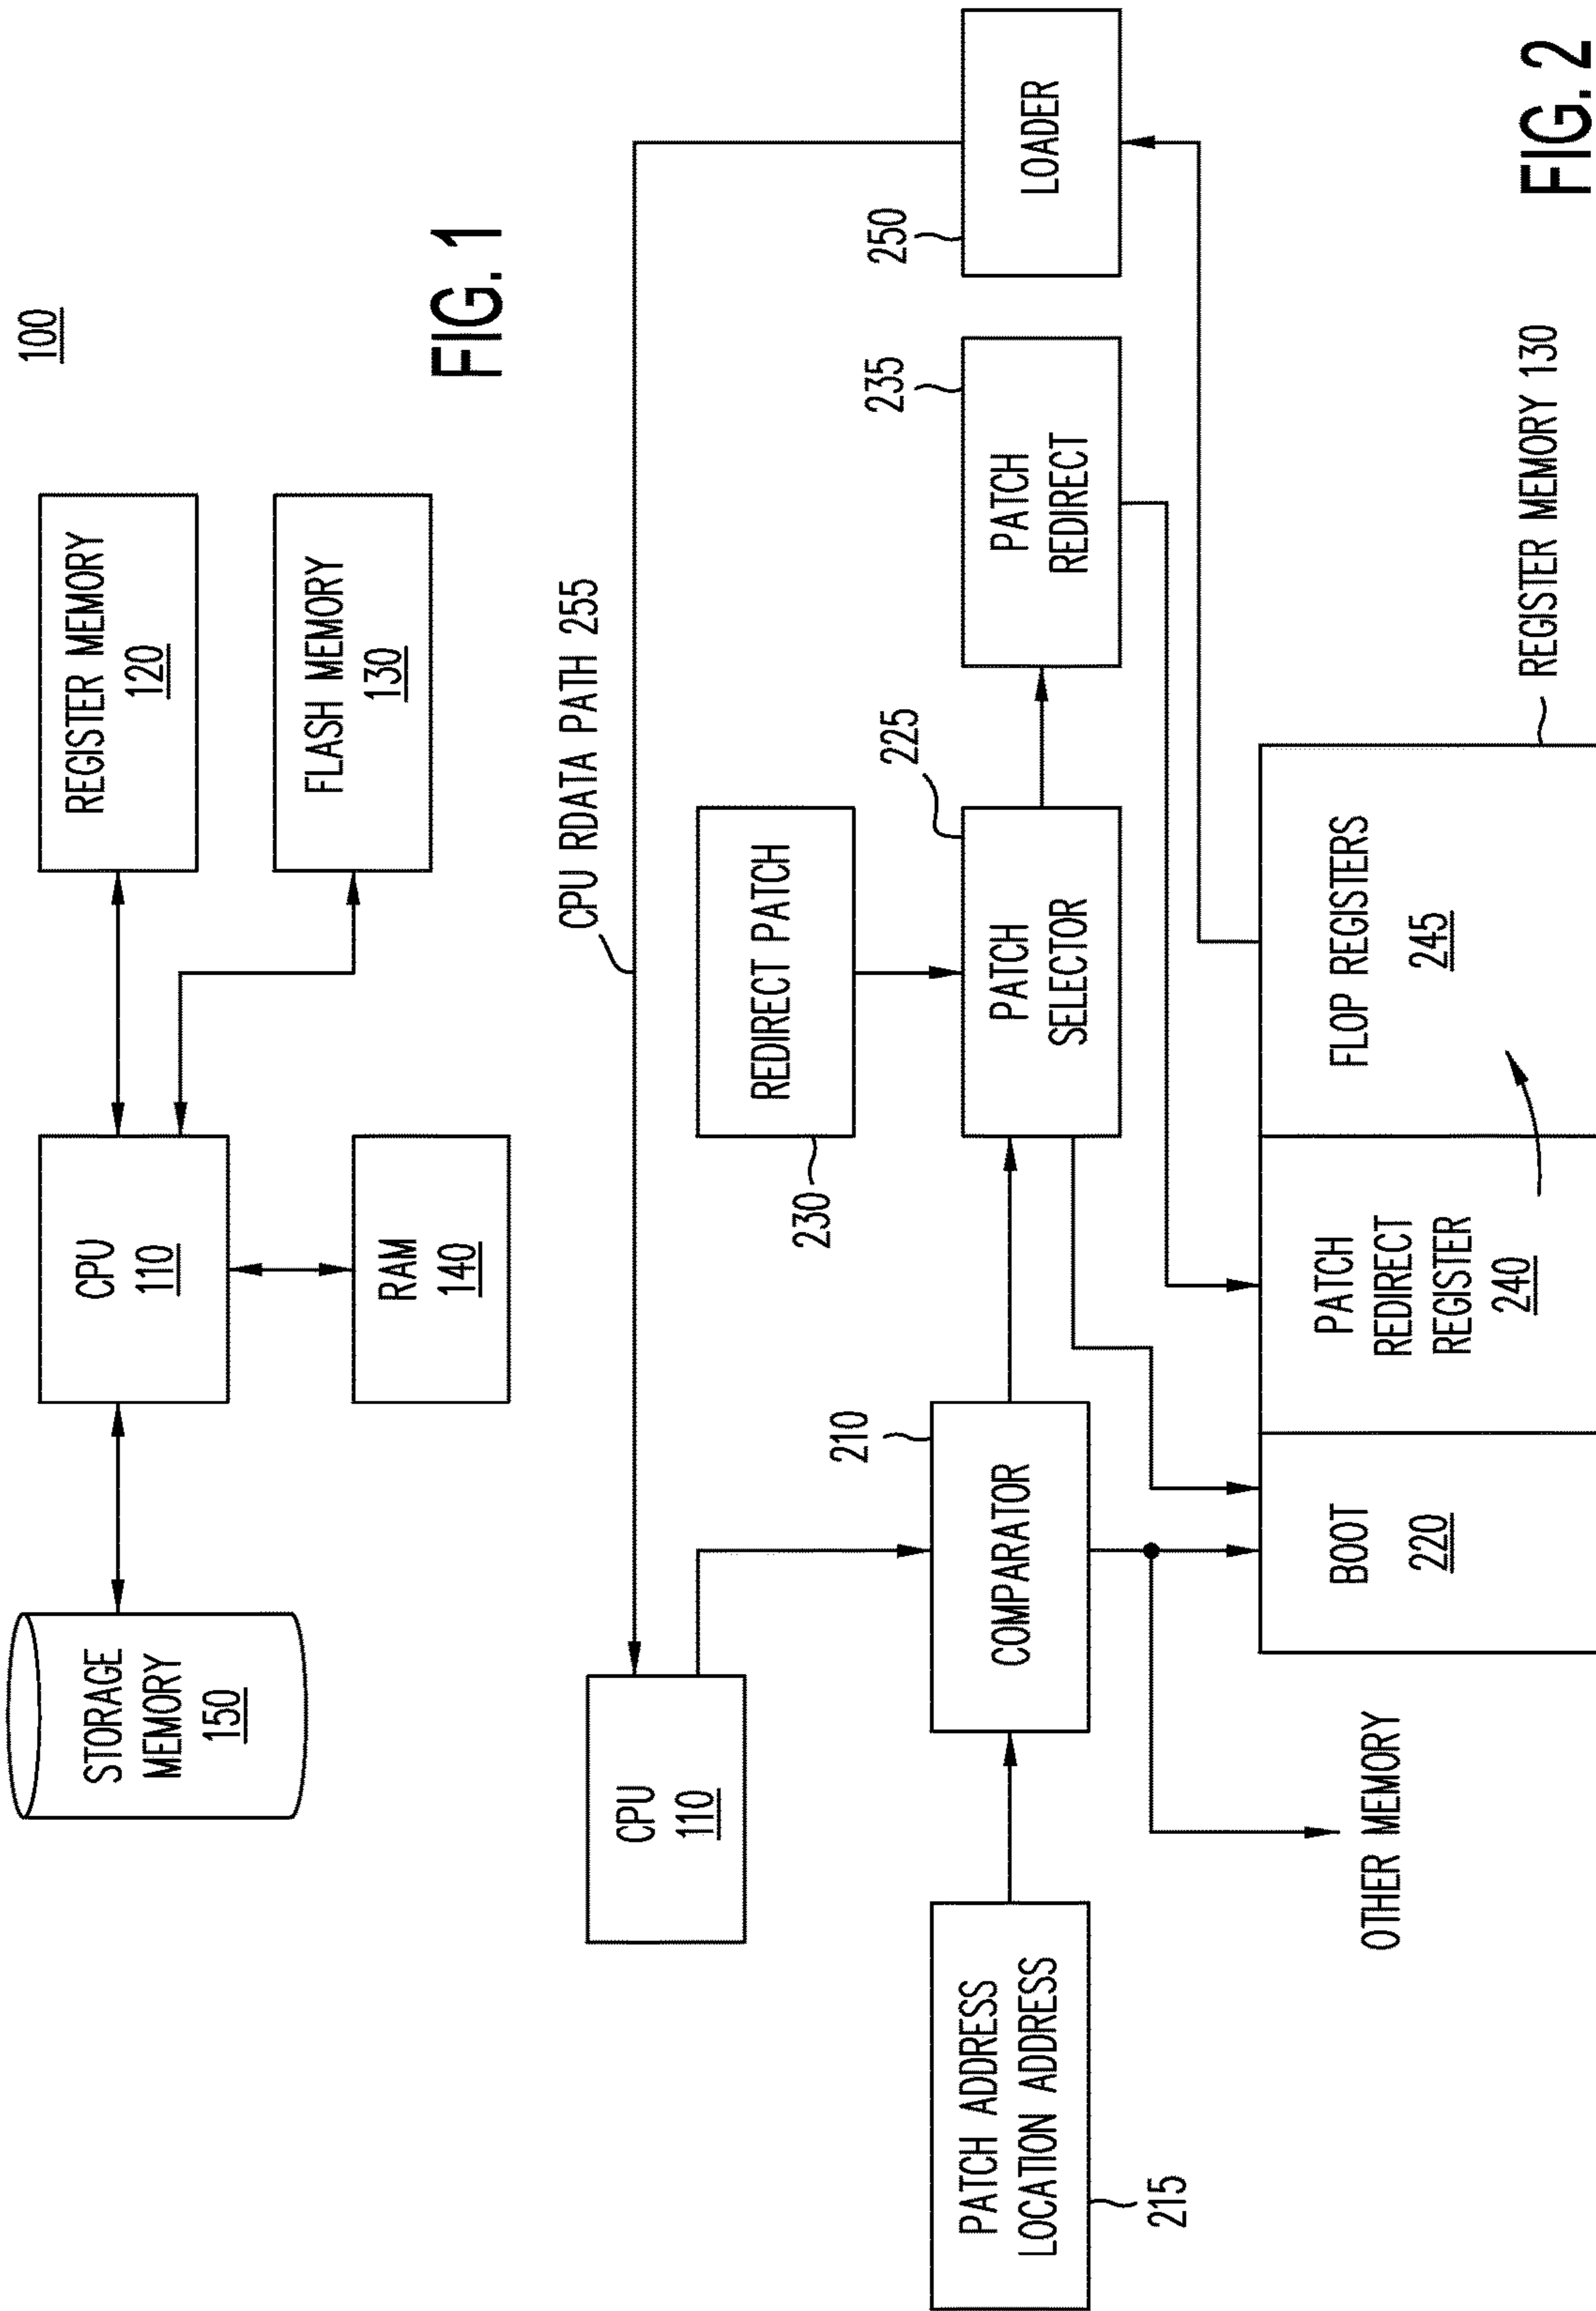 100
STORAGE
MEMORY
150
CPU
110
REGISTER MEMORY
120
FLASH MEMORY
130
RAM
140
FIG. 1
CPU RDATA PATH 255
CPU
110
REDIRECT PATCH
230
PATCH ADDRESS
LOCATION ADDRESS
215
COMPARATOR
210
PATCH
SELECTOR
225
PATCH
REDIRECT
235
LOADER
250
OTHER MEMORY
BOOT
220
PATCH
REDIRECT
REGISTER
240
FLOP REGISTERS
245
REGISTER MEMORY 130
FIG. 2